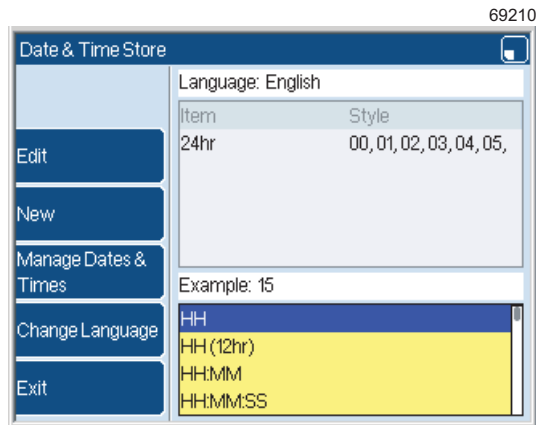 69210
Date & Time Store
Language: English
Item Style
24hr 00,01,02,03,04,05,
Edit
New
Manage Dates &
Times
Change Language
Exit
Example: 15
HH
HH (12hr)
HH:MM
HH:MM:SS